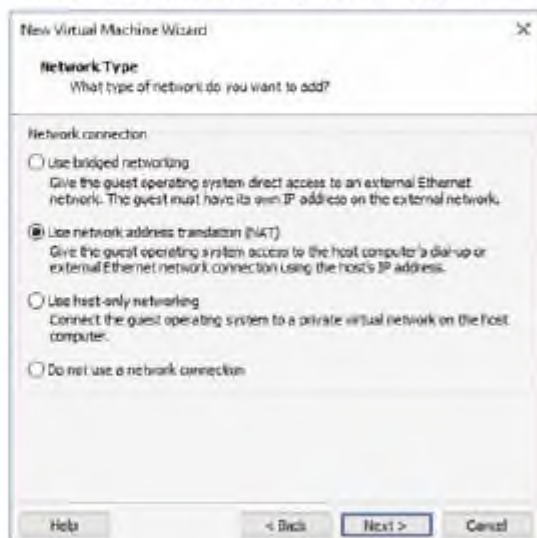 New Virtual Machine Wizard
Network Type
What type of network do you want to add?
Network connection
Use bridged networking
Give the guest operating system direct access to an external Ethernet
network. The guest must have its own IP address on the external network.
Use network address translation (NAT)
Give the guest operating system access to the host computer's dial-up or
external Ethernet network connection using the host's IP address.
Use host-only networking
Connect the guest operating system to a private virtual network on the host
computer.
Do not use a network connection
Help < Back Next > Cancel